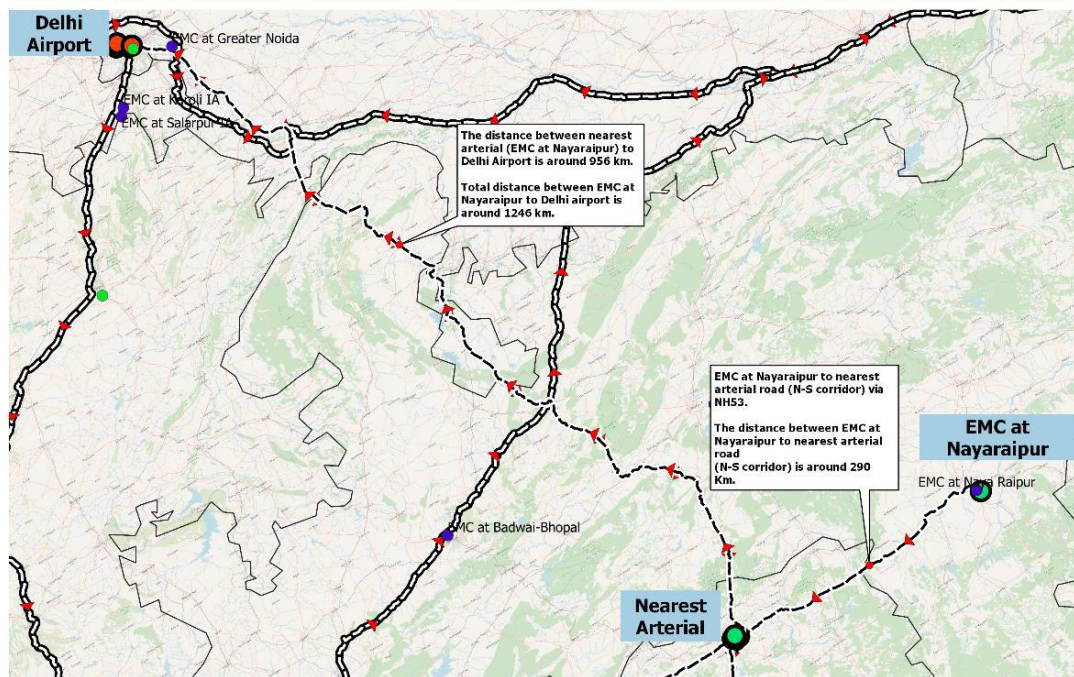 Delhi
Airport
EMC at Greater Noida
EMC at Karoli IA
EMC at Salarpur IA
The distance between nearest
arterial (EMC at Nayaraipur) to
Delhi Airport is around 956 km.
Total distance between EMC at
Nayaraipur to Delhi airport is
around 1246 km.
EMC at Nayaraipur to nearest
arterial road (N-S corridor) via
NH53.
The distance between EMC at
Nayaraipur to nearest arterial
road
(N-S corridor) is around 290
Km.
EMC at
Nayaraipur
EMC at Naya Raipur
EMC at Badwai-Bhopal
Nearest
Arterial